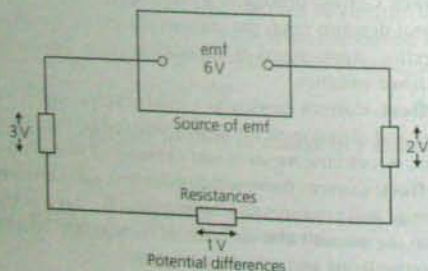 emf
6V
Source of emf
3V
2V
Resistances
1V
Potential differences